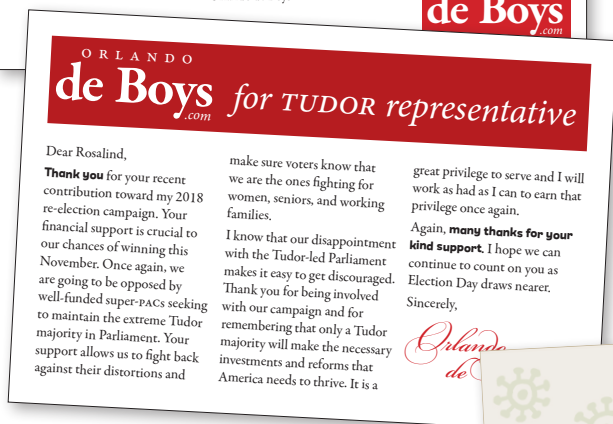 de Boys
.com
ORLANDO
de Boys
.com
for TUDOR representative
Dear Rosalind,
Thank you for your recent
contribution toward my 2018
re-election campaign. Your
financial support is crucial to
our chances of winning this
November. Once again, we
are going to be opposed by
well-funded super-PACs seeking
to maintain the extreme Tudor
majority in Parliament. Your
support allows us to fight back
against their distortions and
make sure voters know that
we are the ones fighting for
women, seniors, and working
families.
I know that our disappointment
with the Tudor-led Parliament
makes it easy to get discouraged.
Thank you for being involved
with our campaign and for
remembering that only a Tudor
majority will make the necessary
investments and reforms that
America needs to thrive. It is a
great privilege to serve and I will
work as had as I can to earn that
privilege once again.
Again, many thanks for your
kind support. I hope we can
continue to count on you as
Election Day draws nearer.
Sincerely,
Orlando
de